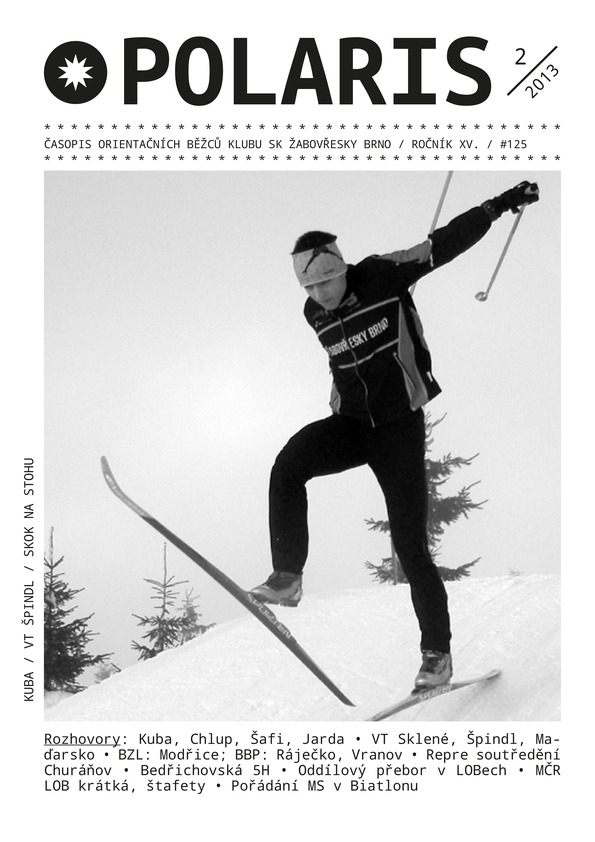 POLARIS
2/2013
* * * * * * * * * * * * * * * * * * * * * * * * * * * * * * * * * * * * * * *
ČASOPIS ORIENTAČNÍCH BĚŽCŮ KLUBU SK ŽABOVŘESKY BRNO / ROČNÍK XV. / #125
* * * * * * * * * * * * * * * * * * * * * * * * * * * * * * * * * * * * * * *
ŽABOVŘESKY BRNO
KUBA / VT ŠPINDL / SKOK NA STOHU
Rozhovory: Kuba, Chlup, Šafi, Jarda • VT Sklené, Špindl, Ma-
ďarsko • BZL: Modřice; BBP: Ráječko, Vranov • Repre soutředění
Churáňov • Bedřichovská 5H • Oddílový přebor v LOBech • MČR
LOB krátká, štafety • Pořádání MS v Biatlonu